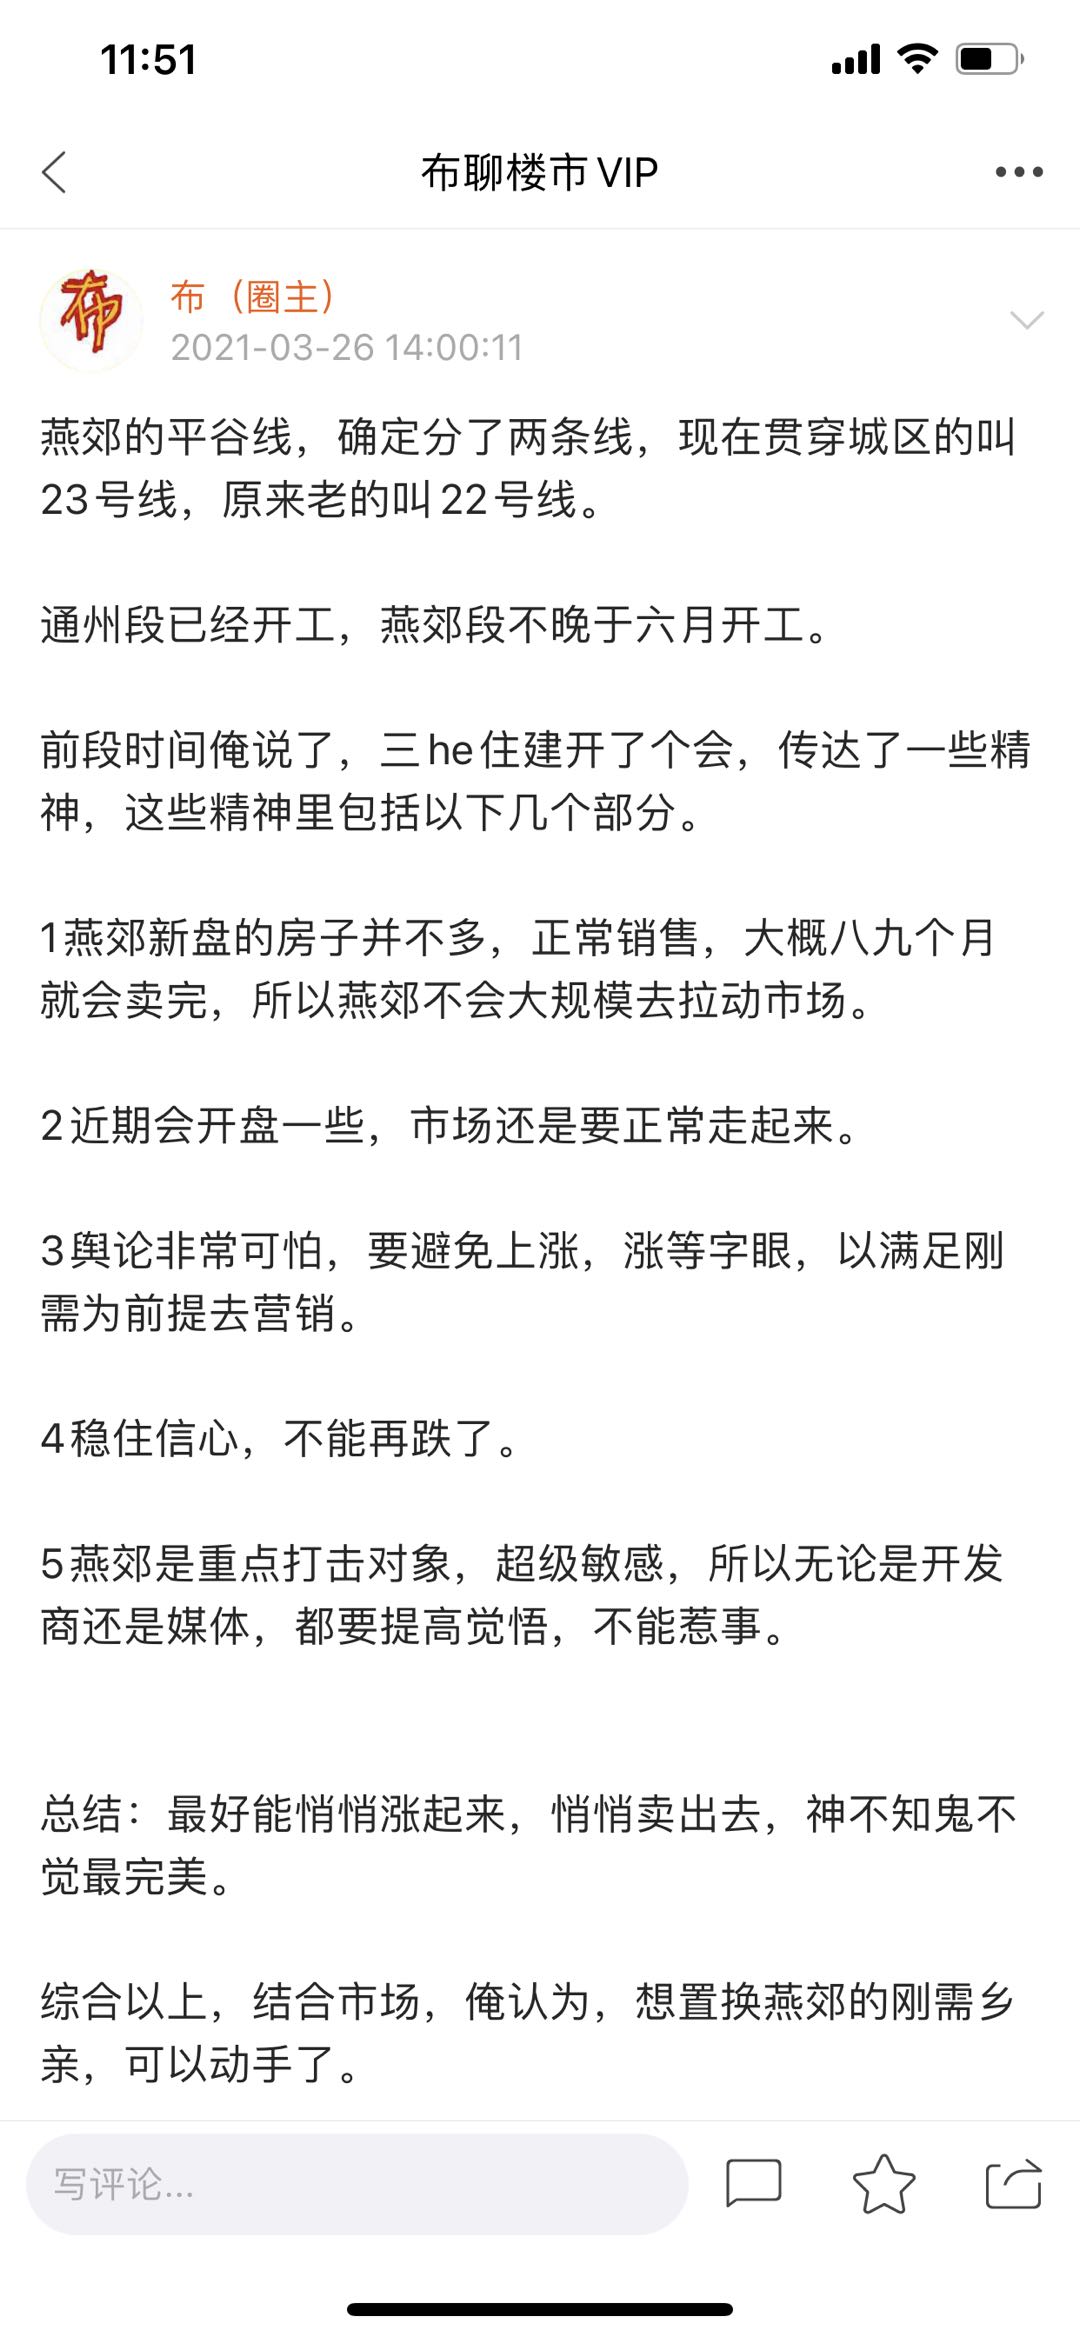 11:51
布聊楼市VIP
布
布（圈主）
2021-03-26 14:00:11
燕郊的平谷线，确定分了两条线，现在贯穿城区的叫
23号线，原来老的叫22号线。
通州段已经开工，燕郊段不晚于六月开工。
前段时间俺说了，三he住建开了个会，传达了一些精
神，这些精神里包括以下几个部分。
1燕郊新盘的房子并不多，正常销售，大概八九个月
就会卖完，所以燕郊不会大规模去拉动市场。
2近期会开盘一些，市场还是要正常走起来。
3舆论非常可怕，要避免上涨，涨等字眼，以满足刚
需为前提去营销。
4稳住信心，不能再跌了。
5燕郊是重点打击对象，超级敏感，所以无论是开发
商还是媒体，都要提高觉悟，不能惹事。
总结：最好能悄悄涨起来，悄悄卖出去，神不知鬼不
觉最完美。
综合以上，结合市场，俺认为，想置换燕郊的刚需乡
亲，可以动手了。
写评论...